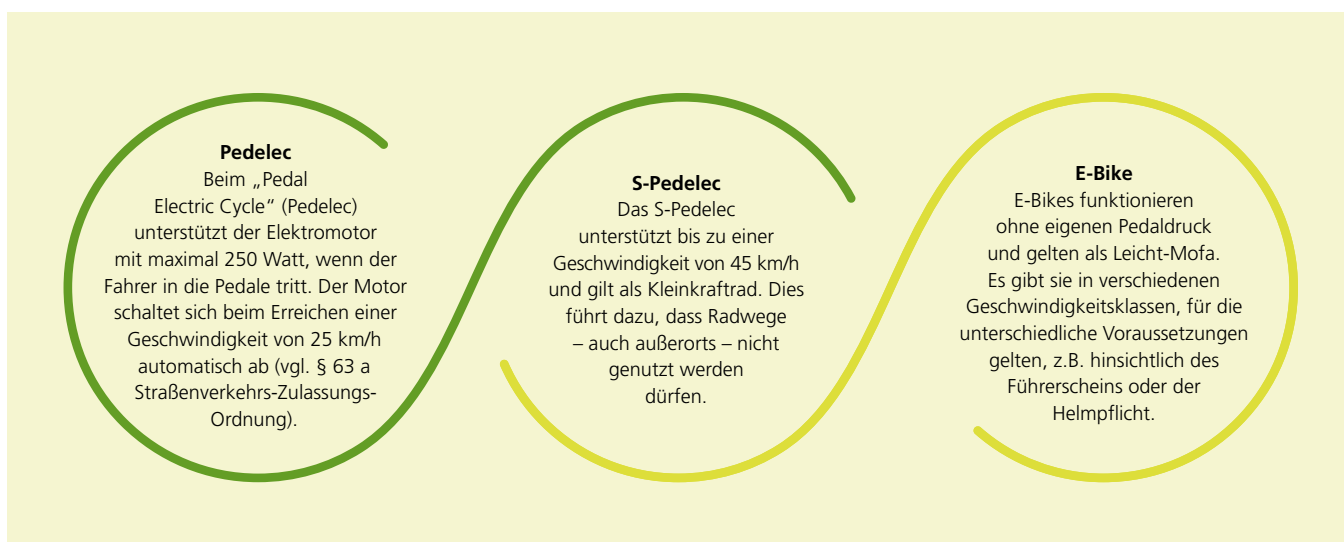 Pedelec
Beim „Pedal
Electric Cycle“ (Pedelec)
unterstützt der Elektromotor
mit maximal 250 Watt, wenn der
Fahrer in die Pedale tritt. Der Motor
schaltet sich beim Erreichen einer
Geschwindigkeit von 25 km/h
automatisch ab (vgl. § 63 a
Straßenverkehrs-Zulassungs-
Ordnung).
S-Pedelec
Das S-Pedelec
unterstützt bis zu einer
Geschwindigkeit von 45 km/h
und gilt als Kleinkraftrad. Dies
führt dazu, dass Radwege
– auch außerorts – nicht
genutzt werden
dürfen.
E-Bike
E-Bikes funktionieren
ohne eigenen Pedaldruck
und gelten als Leicht-Mofa.
Es gibt sie in verschiedenen
Geschwindigkeitsklassen, für die
unterschiedliche Voraussetzungen
gelten, z.B. hinsichtlich des
Führerscheins oder der
Helmpflicht.